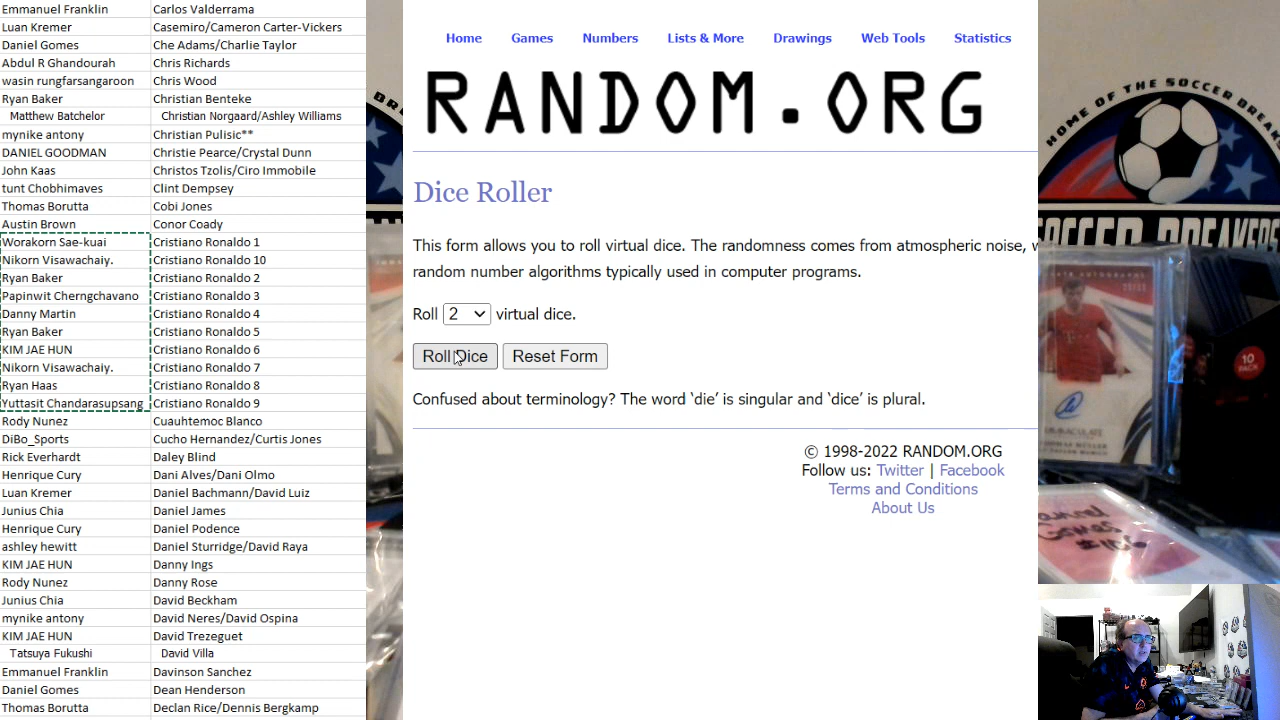 Emmanuel Franklin Carlos Valderrama
Luan Kremer Casemiro/Cameron Carter-Vickers
Daniel Gomes Che Adams/Charlie Taylor
Abdul R Ghandourah Chris Richards
wasin rungfarsangaroon Chris Wood
Ryan Baker Christian Benteke
Matthew Batchelor Christian Norgaard/Ashley Williams
mynike antony Christian Pulisic**
DANIEL GOODMAN Christie Pearce/Crystal Dunn
John Kaas Christos Tzolis/Ciro Immobile
tunt Chobhimaves Clint Dempsey
Thomas Borutta Cobi Jones
Austin Brown Conor Coady
Worakorn Sae-kuai Cristiano Ronaldo 1
Nikorn Visawachaiy. Cristiano Ronaldo 10
Ryan Baker Cristiano Ronaldo 2
Papinwit Cherngchavano Cristiano Ronaldo 3
Danny Martin Cristiano Ronaldo 4
Ryan Baker Cristiano Ronaldo 5
KIM JAE HUN Cristiano Ronaldo 6
Nikorn Visawachaiy. Cristiano Ronaldo 7
Ryan Haas Cristiano Ronaldo 8
Yuttasit Chandarasupsang Cristiano Ronaldo 9
Rody Nunez Cuauhtemoc Blanco
DiBo_Sports Cucho Hernandez/Curtis Jones
Rick Everhardt Daley Blind
Henrique Cury Dani Alves/Dani Olmo
Luan Kremer Daniel Bachmann/David Luiz
Junius Chia Daniel James
Henrique Cury Daniel Podence
ashley hewitt Daniel Sturridge/David Raya
KIM JAE HUN Danny Ings
Rody Nunez Danny Rose
Junius Chia David Beckham
mynike antony David Neres/David Ospina
KIM JAE HUN David Trezeguet
Tatsuya Fukushi David Villa
Emmanuel Franklin Davinson Sanchez
Daniel Gomes Dean Henderson
Thomas Borutta Declan Rice/Dennis Bergkamp
Home Games Numbers Lists & More Drawings Web Tools Statistics
RANDOM.ORG
Dice Roller
This form allows you to roll virtual dice. The randomness comes from atmospheric noise, w
random number algorithms typically used in computer programs.
Roll 2 virtual dice.
Roll Dice Reset Form
Confused about terminology? The word ‘die’ is singular and ‘dice’ is plural.
© 1998-2022 RANDOM.ORG
Follow us: Twitter | Facebook
Terms and Conditions
About Us
HOME OF THE SOCCER BREAKERS
SOCCER BREAKERS
10
PACK